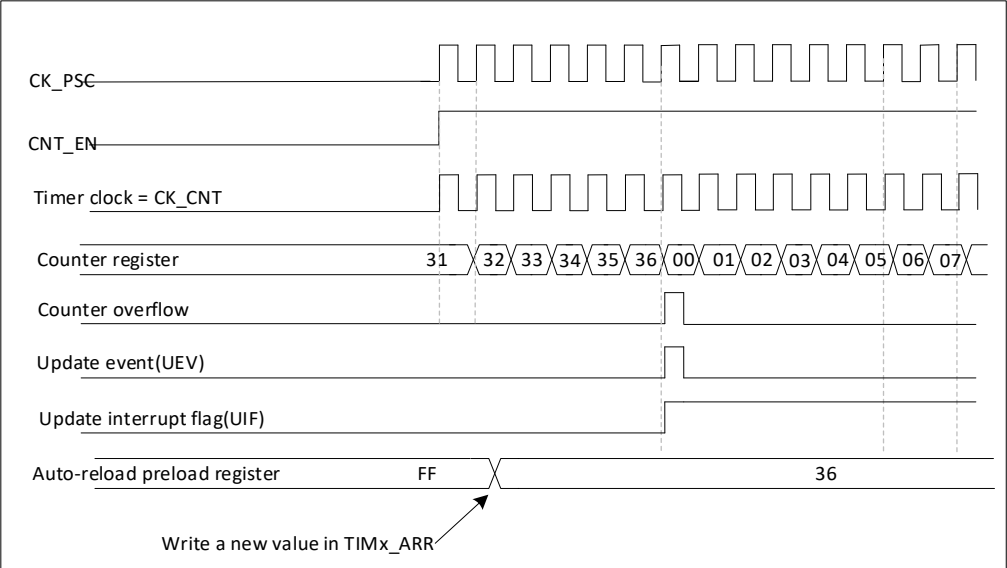 CK_PSC
CNT_EN
Timer clock = CK_CNT
Counter register 31 32 33 34 35 36 00 01 02 03 04 05 06 07
Counter overflow
Update event(UEV)
Update interrupt flag(UIF)
Auto-reload preload register FF 36
Write a new value in TIMx_ARR